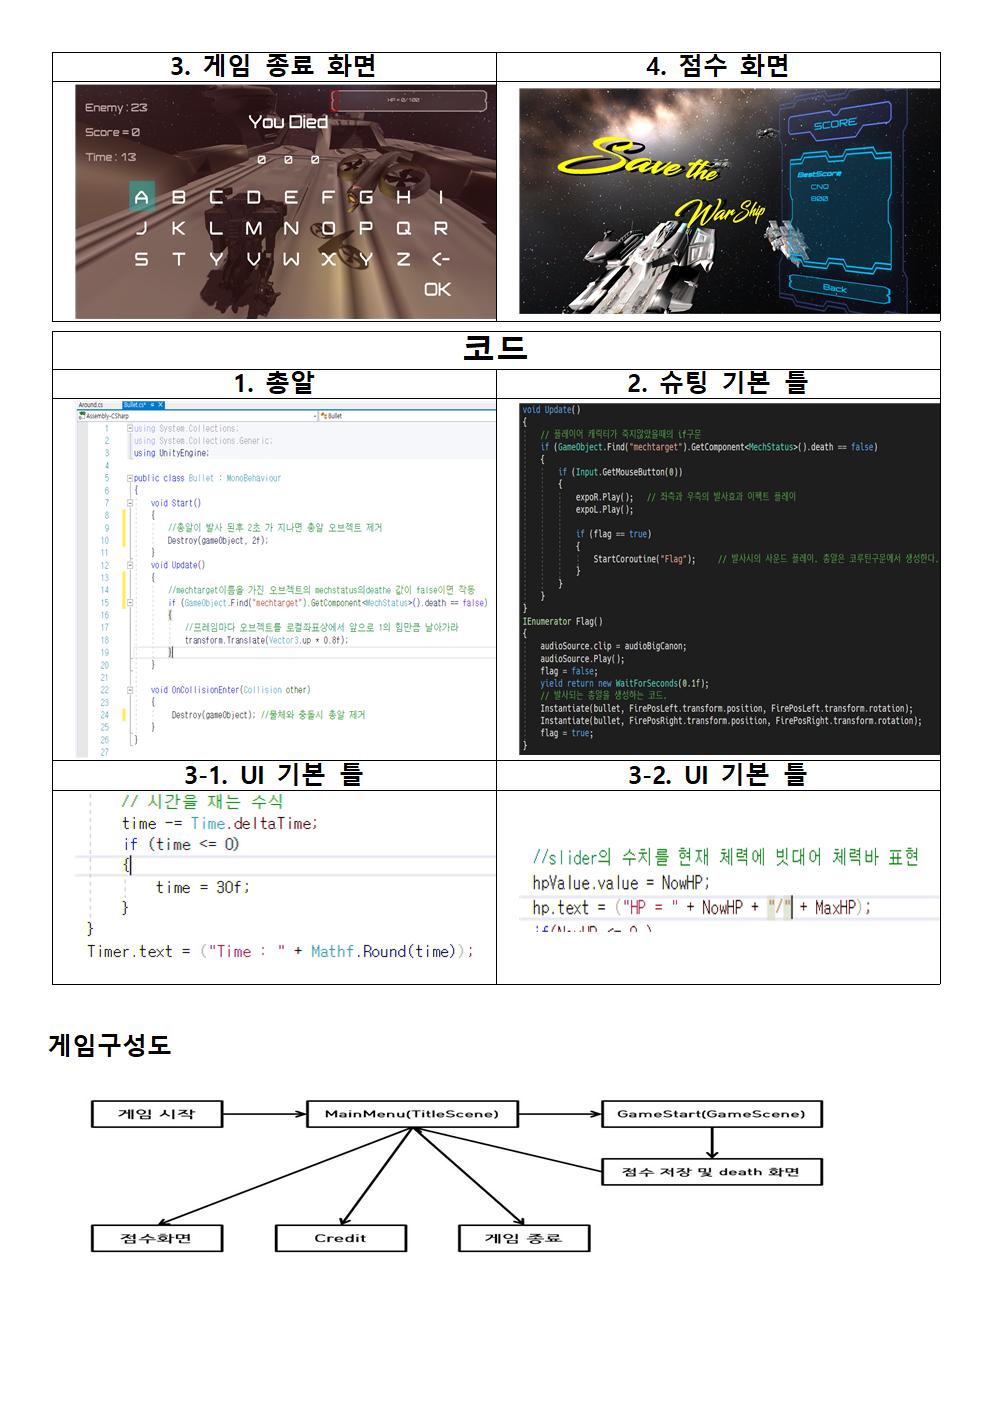 3. 게임 종료 화면
4. 점수 화면
Enemy : 23
HP = 0/100
Score = 0
You Died
Time : 13
0 0 0
A B C D E F G H I
J K L M N O P Q R
S T Y V W X Y Z <-
OK
Save the
War Ship
SCORE
BestScore
CNO
800
Back
코드
1. 총알
2. 슈팅 기본 틀
Around.cs Bullet.cs*
Assembly-CSharp Bullet
1 using System.Collections;
2 using System.Collections.Generic;
3 using UnityEngine;
4
5 public class Bullet : MonoBehaviour
6 {
7 void Start()
8 {
9 //총알이 발사 된후 2초 가 지나면 총알 오브젝트 제거
10 Destroy(gameObject, 2f);
11 }
12 void Update()
13 {
14 //mechtarget이름을 가진 오브젝트의 mechstatus의deathe 값이 false이면 작동
15 if (GameObject.Find("mechtarget").GetComponent<MechStatus>().death == false)
16 {
17 //프레임마다 오브젝트를 로컬좌표상에서 앞으로 1의 힘만큼 날아가라
18 transform.Translate(Vector3.up * 0.8f);
19 }
20 }
21
22 void OnCollisionEnter(Collision other)
23 {
24 Destroy(gameObject); //물체와 충돌시 총알 제거
25 }
26 }
27
void Update()
{
// 플레이어 캐릭터가 죽지않았을때의 if구문
if (GameObject.Find("mechtarget").GetComponent<MechStatus>().death == false)
{
if (Input.GetMouseButton(0))
{
expoR.Play(); // 좌측과 우측의 발사효과 이펙트 플레이
expoL.Play();
if (flag == true)
{
StartCoroutine("Flag"); // 발사시의 사운드 플레이. 총알은 코루틴구문에서 생성한다.
}
}
}
}
IEnumerator Flag()
{
audioSource.clip = audioBigCanon;
audioSource.Play();
flag = false;
yield return new WaitForSeconds(0.1f);
// 발사되는 총알을 생성하는 코드.
Instantiate(bullet, FirePosLeft.transform.position, FirePosLeft.transform.rotation);
Instantiate(bullet, FirePosRight.transform.position, FirePosRight.transform.rotation);
flag = true;
}
3-1. UI 기본 틀
3-2. UI 기본 틀
// 시간을 재는 수식
time -= Time.deltaTime;
if (time <= 0)
{
time = 30f;
}
}
Timer.text = ("Time : " + Mathf.Round(time));
//slider의 수치를 현재 체력에 빗대어 체력바 표현
hpValue.value = NowHP;
hp.text = ("HP = " + NowHP + "/" + MaxHP);
if(NowHP <= 0 )
게임구성도
게임 시작
MainMenu(TitleScene)
GameStart(GameScene)
점수 저장 및 death 화면
점수화면
Credit
게임 종료